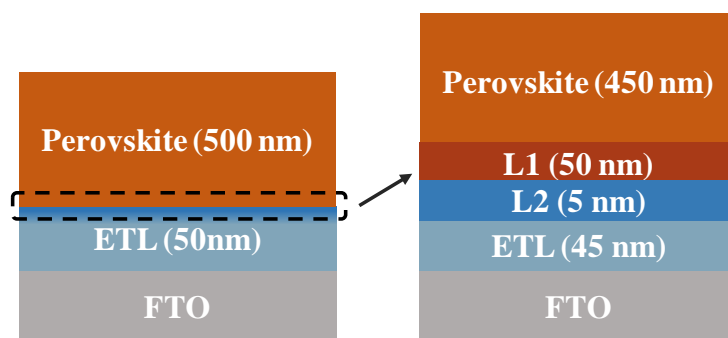 Perovskite (500 nm)
ETL (50nm)
FTO
Perovskite (450 nm)
L1 (50 nm)
L2 (5 nm)
ETL (45 nm)
FTO